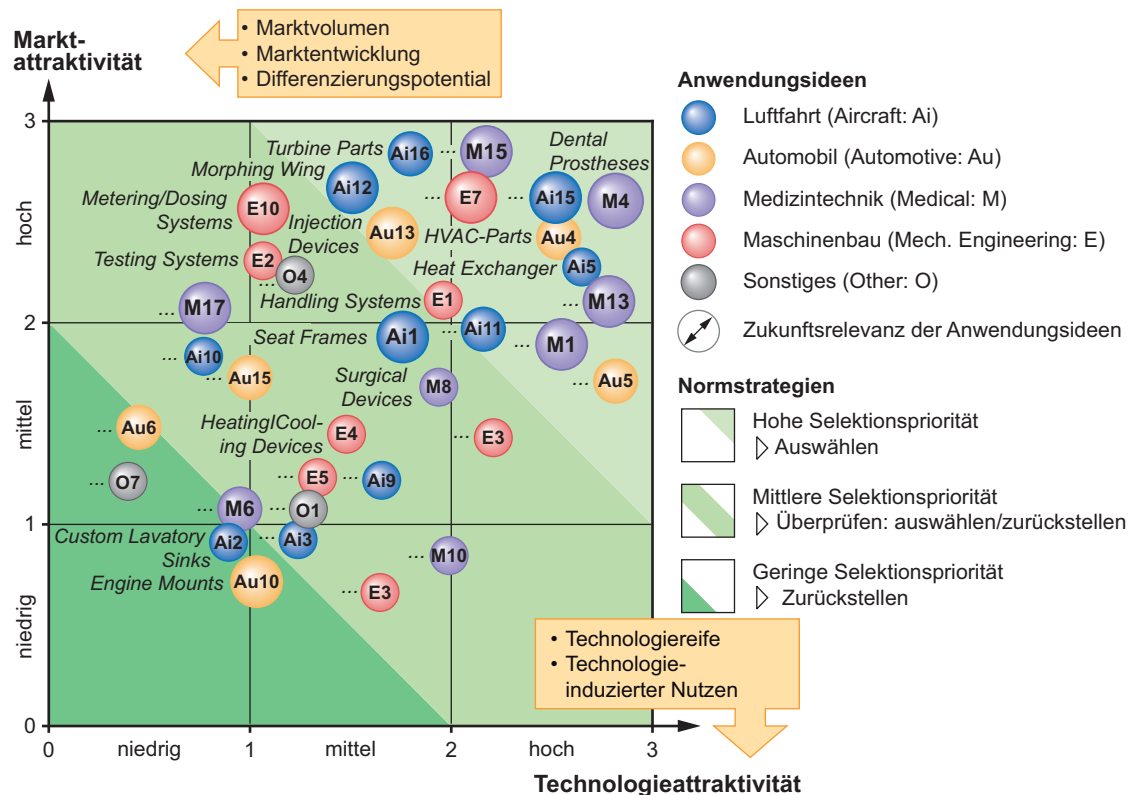 Markt-
attraktivität
• Marktvolumen
• Marktentwicklung
• Differenzierungspotential
3
hoch
2
mittel
1
niedrig
0
Turbine Parts
Ai16
... M15
Dental
Prostheses
Morphing Wing
Ai12
... E7
... Ai15
M4
Metering/Dosing
Systems
E10
Injection
Devices
Au13
HVAC-Parts
Au4
Testing Systems
E2
... O4
Heat Exchanger
Ai5
... M17
Handling Systems
E1
... M13
Seat Frames
Ai1
... Ai11
... M1
... Ai10
... Au15
Surgical
Devices
M8
... Au5
... Au6
Heating|Cool-
ing Devices
E4
... E3
... O7
... E5
... Ai9
... M6
... O1
Custom Lavatory
Sinks
Ai2
... Ai3
... M10
Engine Mounts
Au10
... E3
• Technologiereife
• Technologie-
induzierter Nutzen
0
niedrig
1
mittel
2
hoch
3
Technologieattraktivität
Anwendungsideen
Luftfahrt (Aircraft: Ai)
Automobil (Automotive: Au)
Medizintechnik (Medical: M)
Maschinenbau (Mech. Engineering: E)
Sonstiges (Other: O)
Zukunftsrelevanz der Anwendungsideen
Normstrategien
Hohe Selektionspriorität
Auswählen
Mittlere Selektionspriorität
Überprüfen: auswählen/zurückstellen
Geringe Selektionspriorität
Zurückstellen